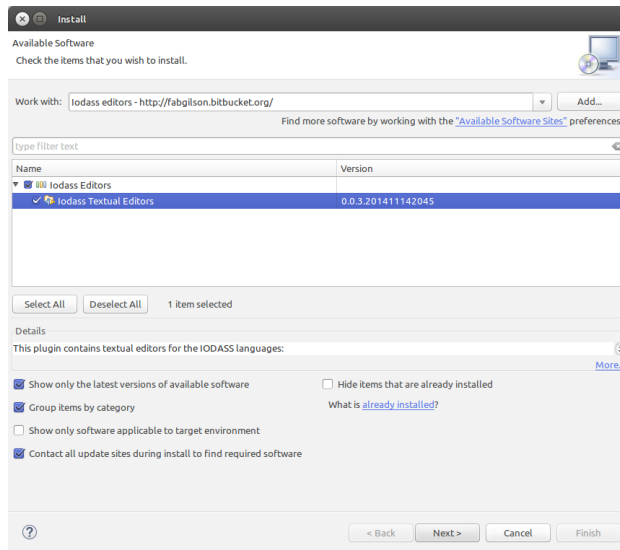 Install
Available Software
Check the items that you wish to install.
Work with: Iodass editors - http://fabgilson.bitbucket.org/ Add...
Find more software by working with the "Available Software Sites" preferences
type filter text
Name Version
Iodass Editors
Iodass Textual Editors 0.0.3.201411142045
Select All Deselect All 1 item selected
Details
This plugin contains textual editors for the IODASS languages:
More.
Show only the latest versions of available software Hide items that are already installed
Group items by category What is already installed?
Show only software applicable to target environment
Contact all update sites during install to find required software
? < Back Next > Cancel Finish